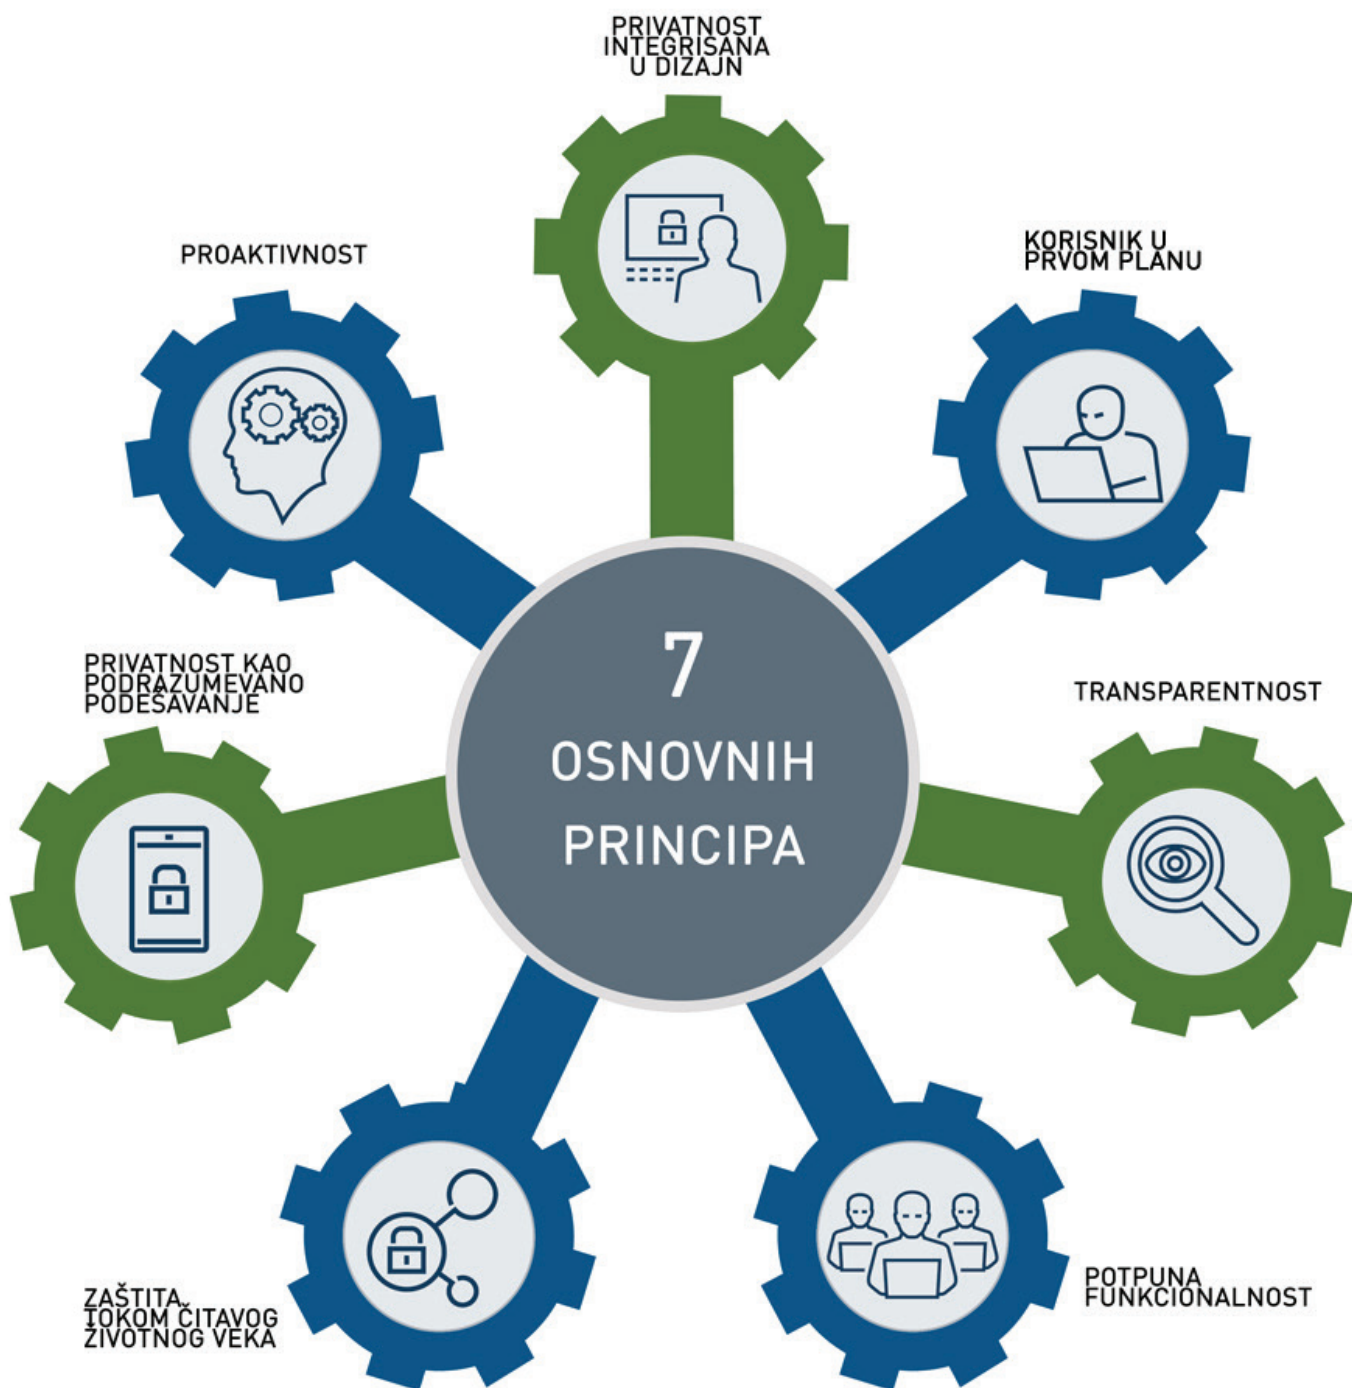 PRIVATNOST
INTEGRISANA
U DIZAJN
PROAKTIVNOST
KORISNIK U
PRVOM PLANU
7
OSNOVNIH
PRINCIPA
PRIVATNOST KAO
PODRAZUMEVANO
PODEŠAVANJE
TRANSPARENTNOST
ZAŠTITA
TOKOM ČITAVOG
ŽIVOTNOG VEKA
POTPUNA
FUNKCIONALNOST